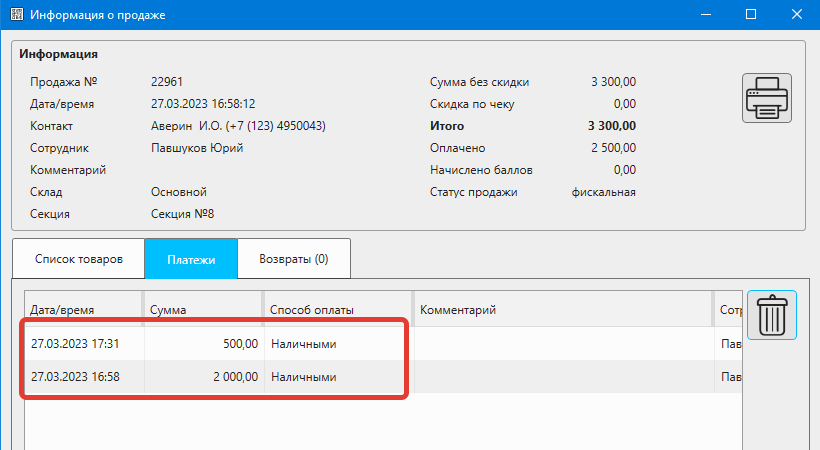 Информация о продаже
Информация
Продажа № 22961 Сумма без скидки 3 300,00
Дата/время 27.03.2023 16:58:12 Скидка по чеку 0,00
Контакт Аверин И.О. (+7 (123) 4950043) Итого 3 300,00
Сотрудник Павшуков Юрий Оплачено 2 500,00
Комментарий Начислено баллов 0,00
Склад Основной Статус продажи фискальная
Секция Секция №8
Список товаров Платежи Возвраты (0)
Дата/время Сумма Способ оплаты Комментарий Сотр
27.03.2023 17:31 500,00 Наличными Пав
27.03.2023 16:58 2 000,00 Наличными Пав